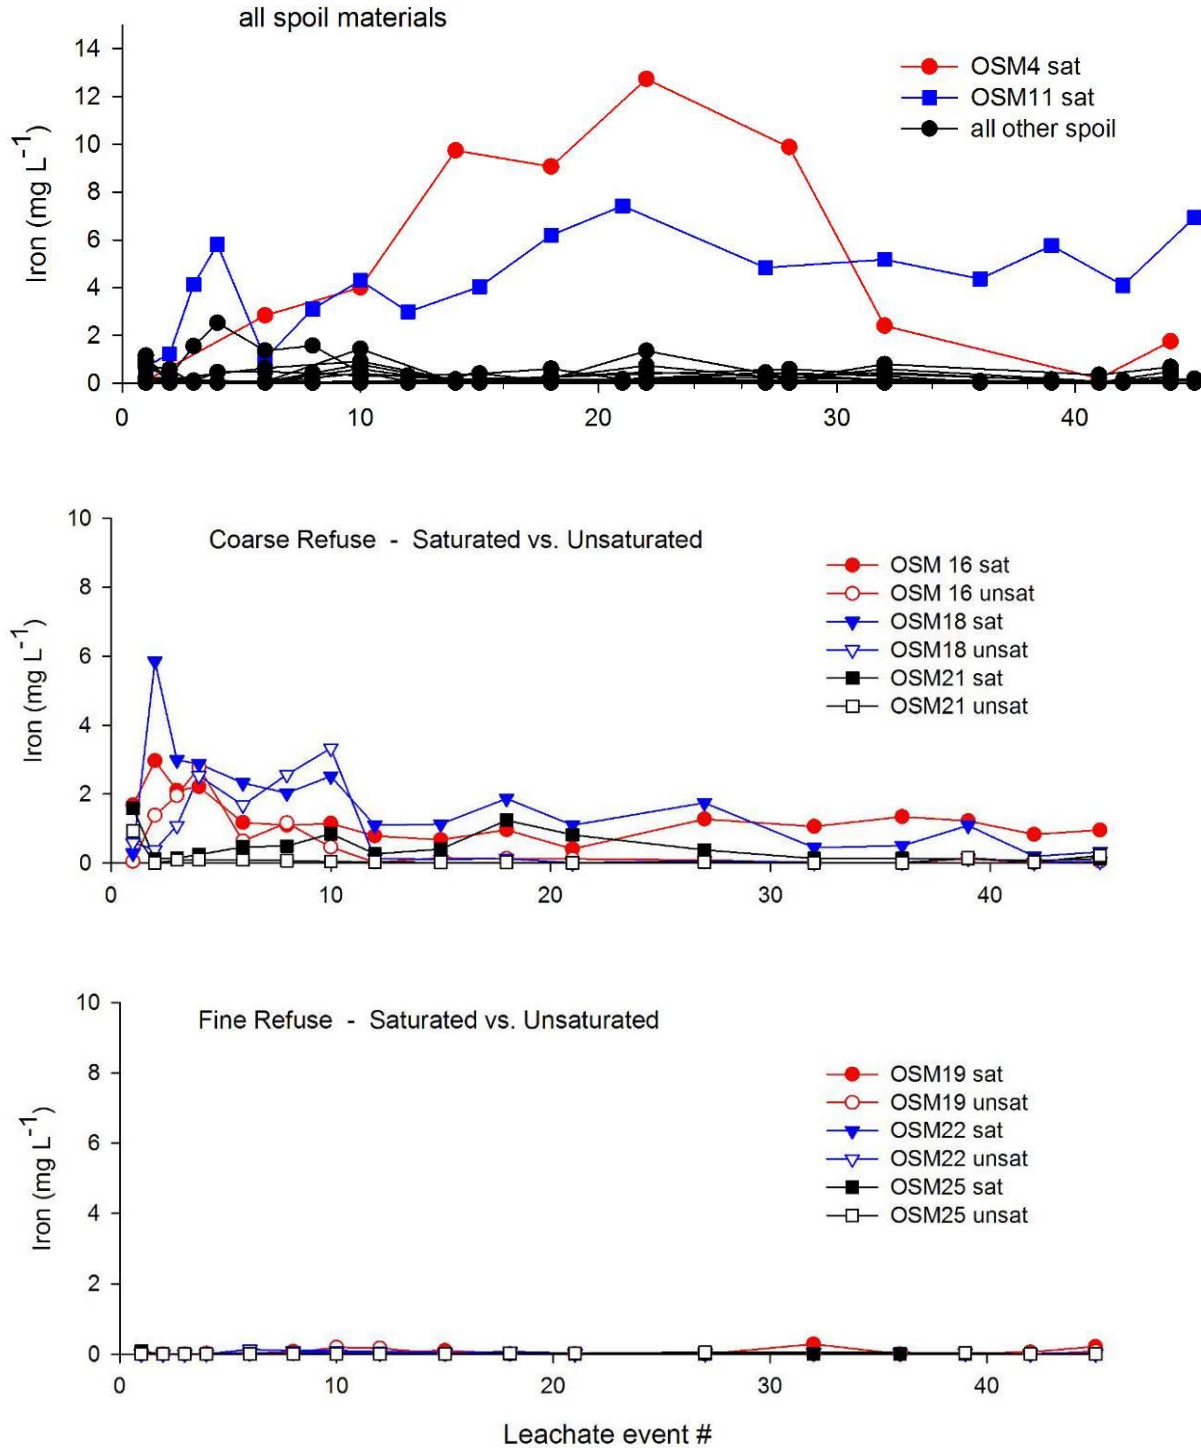 all spoil materials
14
12
10
8
6
4
2
0
Iron (mg L⁻¹)
OSM4 sat
OSM11 sat
all other spoil
0 10 20 30 40
Coarse Refuse - Saturated vs. Unsaturated
10
8
6
4
2
0
Iron (mg L⁻¹)
OSM 16 sat
OSM 16 unsat
OSM18 sat
OSM18 unsat
OSM21 sat
OSM21 unsat
0 10 20 30 40
Fine Refuse - Saturated vs. Unsaturated
10
8
6
4
2
0
Iron (mg L⁻¹)
OSM19 sat
OSM19 unsat
OSM22 sat
OSM22 unsat
OSM25 sat
OSM25 unsat
0 10 20 30 40
Leachate event #